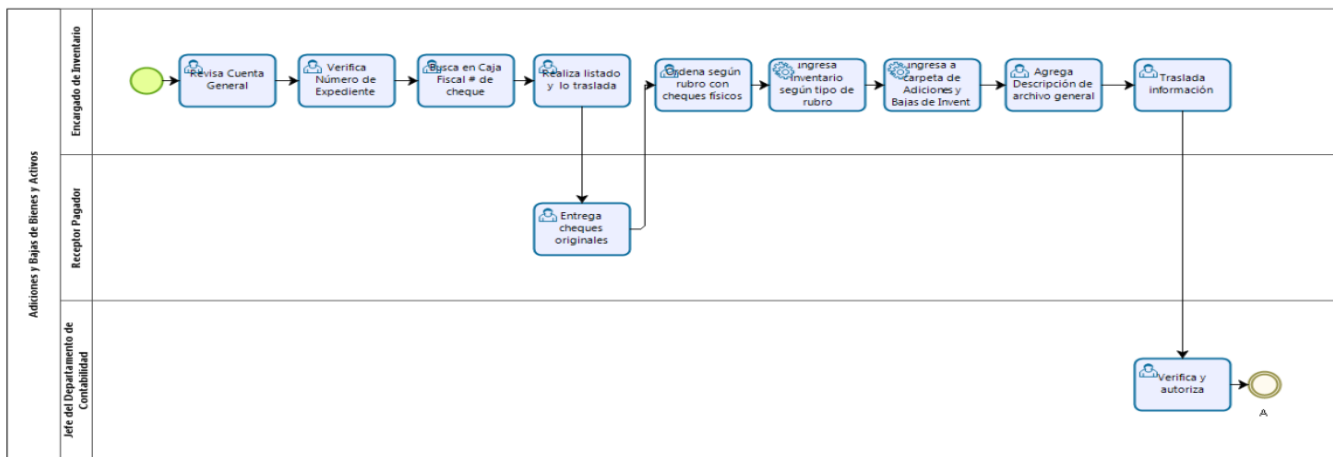 Adiciones y Bajas de Bienes y Activos
Encargado de Inventario
Revisa Cuenta
General
Verifica
Número de
Expediente
Busca en Caja
Fiscal # de
cheque
Realiza listado
y lo traslada
Ordena según
rubro con
cheques físicos
Ingresa
Inventario
según tipo de
rubro
Ingresa a
carpeta de
Adiciones y
Bajas de Invent
Agrega
Descripción de
archivo general
Traslada
información
Receptor Pagador
Entrega
cheques
originales
Jefe del Departamento de
Contabilidad
Verifica y
autoriza
A